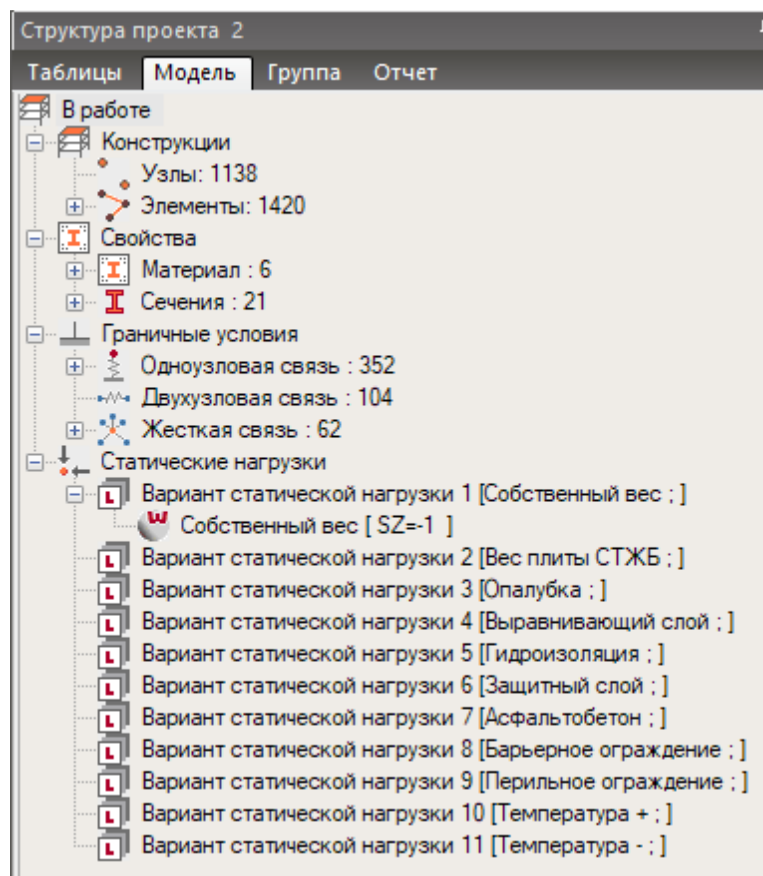 Структура проекта 2
Таблицы Модель Группа Отчет
В работе
Конструкции
Узлы: 1138
Элементы: 1420
Свойства
Материал : 6
Сечения : 21
Граничные условия
Одноузловая связь : 352
Двухузловая связь : 104
Жесткая связь : 62
Статические нагрузки
Вариант статической нагрузки 1 [Собственный вес ; ]
Собственный вес [ SZ=-1 ]
Вариант статической нагрузки 2 [Вес плиты СТЖБ ; ]
Вариант статической нагрузки 3 [Опалубка ; ]
Вариант статической нагрузки 4 [Выравнивающий слой ; ]
Вариант статической нагрузки 5 [Гидроизоляция ; ]
Вариант статической нагрузки 6 [Защитный слой ; ]
Вариант статической нагрузки 7 [Асфальтобетон ; ]
Вариант статической нагрузки 8 [Барьерное ограждение ; ]
Вариант статической нагрузки 9 [Перильное ограждение ; ]
Вариант статической нагрузки 10 [Температура + ; ]
Вариант статической нагрузки 11 [Температура - ; ]